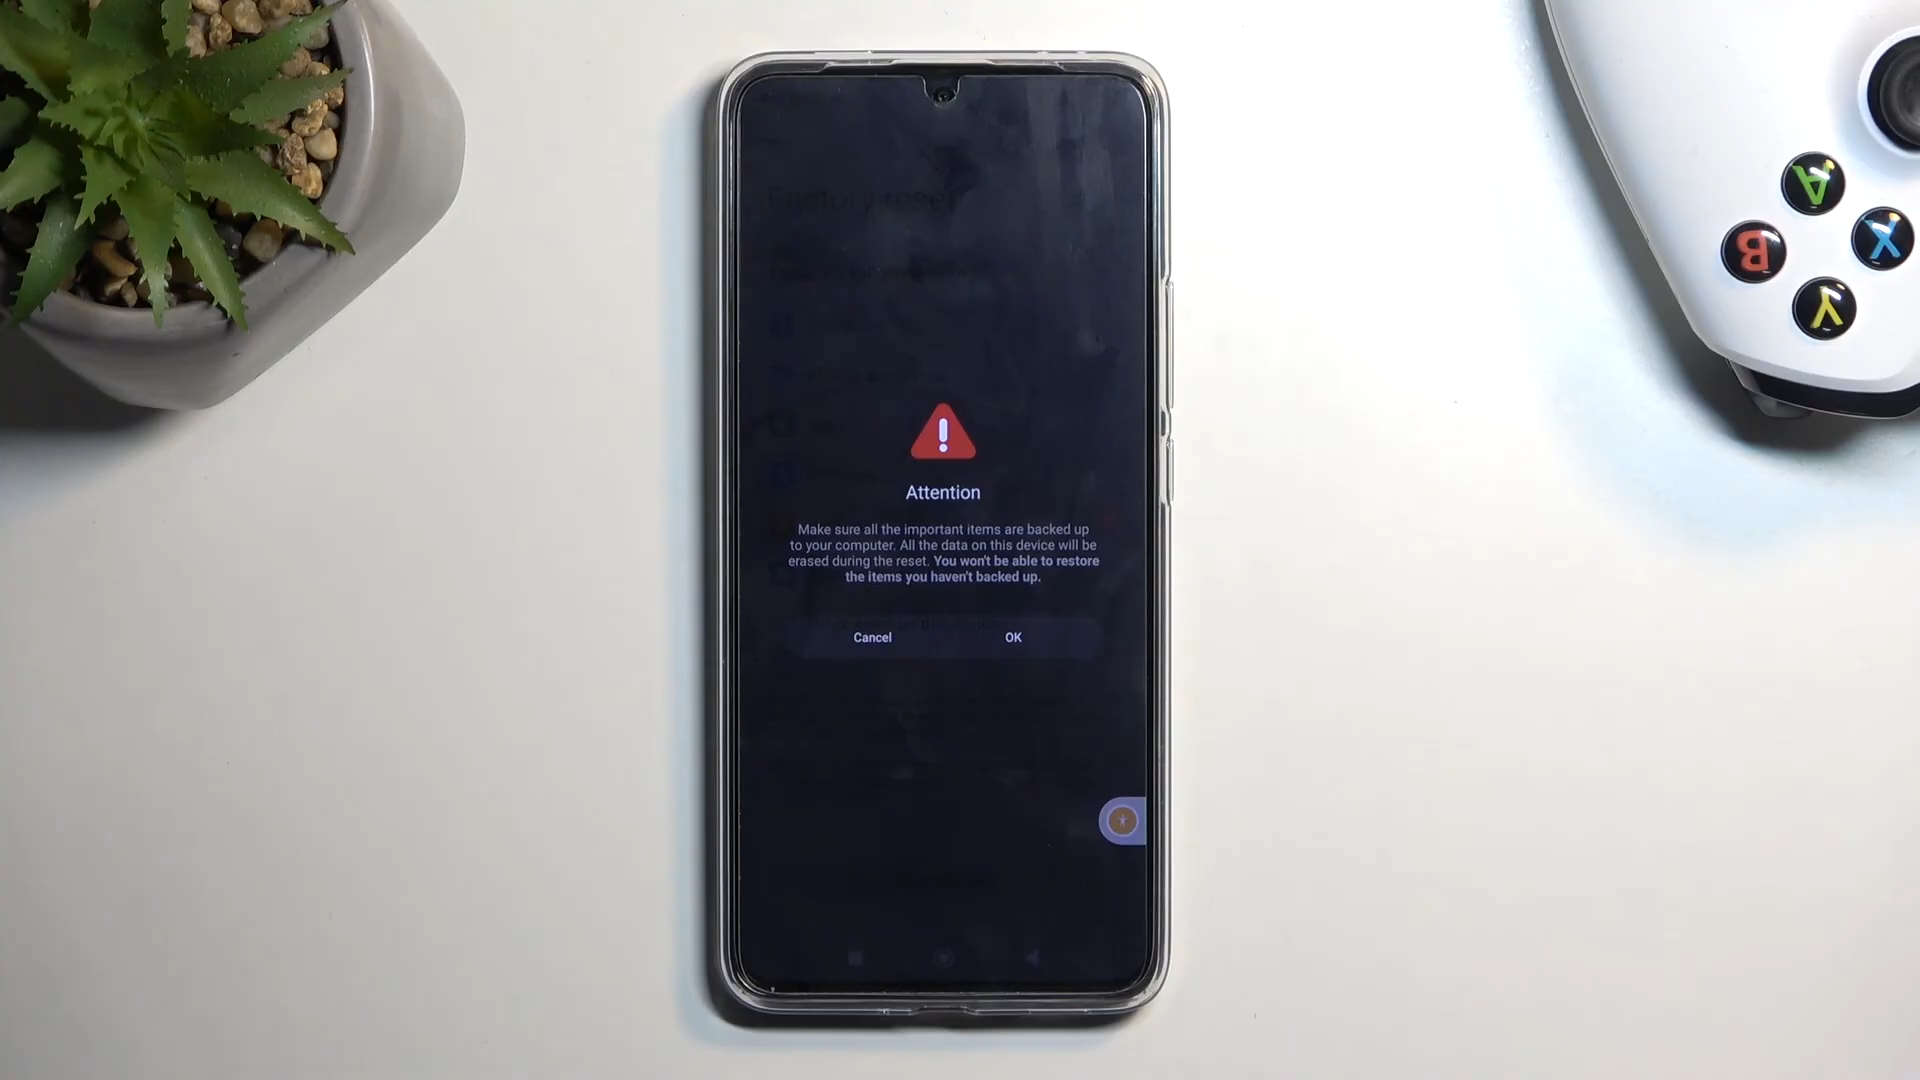 Factory reset
Attention
Make sure all the important items are backed up
to your computer. All the data on this device will be
erased during the reset. You won't be able to restore
the items you haven't backed up.
Cancel
OK
A
B
X
Y